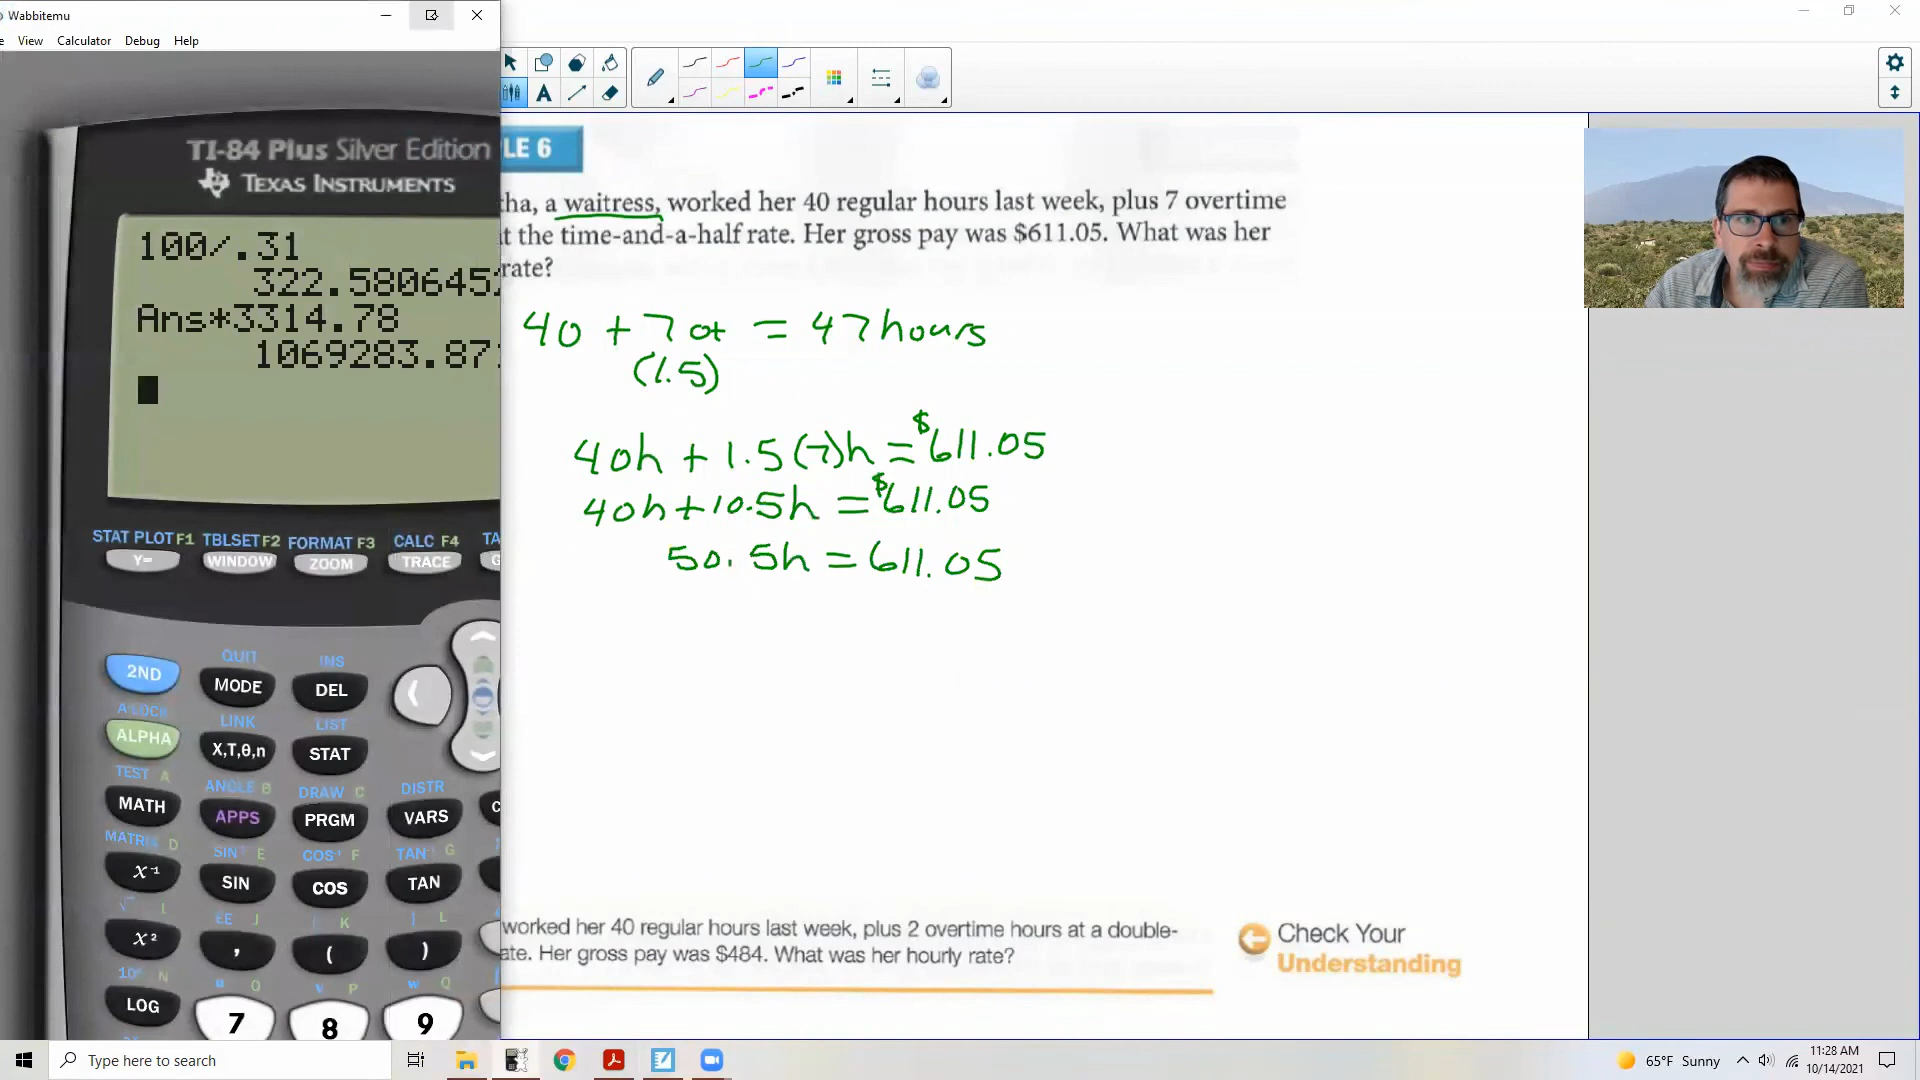 Wabbitemu
View Calculator Debug Help
TI-84 Plus Silver Edition
TEXAS INSTRUMENTS
100/.31
322.5806452
Ans*3314.78
1069283.871
STAT PLOT F1 TBLSET F2 FORMAT F3 CALC F4 TA
Y= WINDOW ZOOM TRACE G
QUIT INS
2ND MODE DEL
A-LOCK LINK LIST
ALPHA X,T,θ,n STAT
TEST A ANGLE B DRAW C DISTR
MATH APPS PRGM VARS C
MATRIX D SIN⁻¹ E COS⁻¹ F TAN⁻¹ G
x⁻¹ SIN COS TAN
√ I EE J { K } L
x² , ( )
10ˣ N u O v P w Q
LOG 7 8 9
LE 6
tha, a waitress, worked her 40 regular hours last week, plus 7 overtime
t the time-and-a-half rate. Her gross pay was $611.05. What was her
rate?
40 + 7 ot = 47 hours
(1.5)
40h + 1.5(7)h = $611.05
40h + 10.5h = $611.05
50.5h = 611.05
worked her 40 regular hours last week, plus 2 overtime hours at a double-
ate. Her gross pay was $484. What was her hourly rate?
Check Your
Understanding
Type here to search
65°F Sunny
11:28 AM
10/14/2021